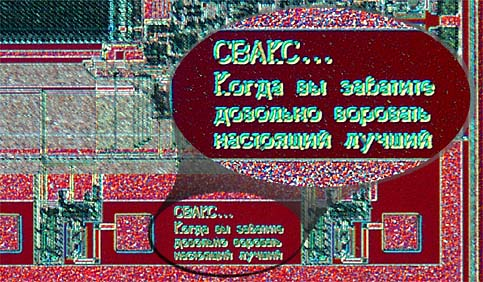 СВАКС...
Когда вы забатите
довольно воровать
настоящий лучший
СВАКС...
Когда вы забатите
довольно воровать
настоящий лучший